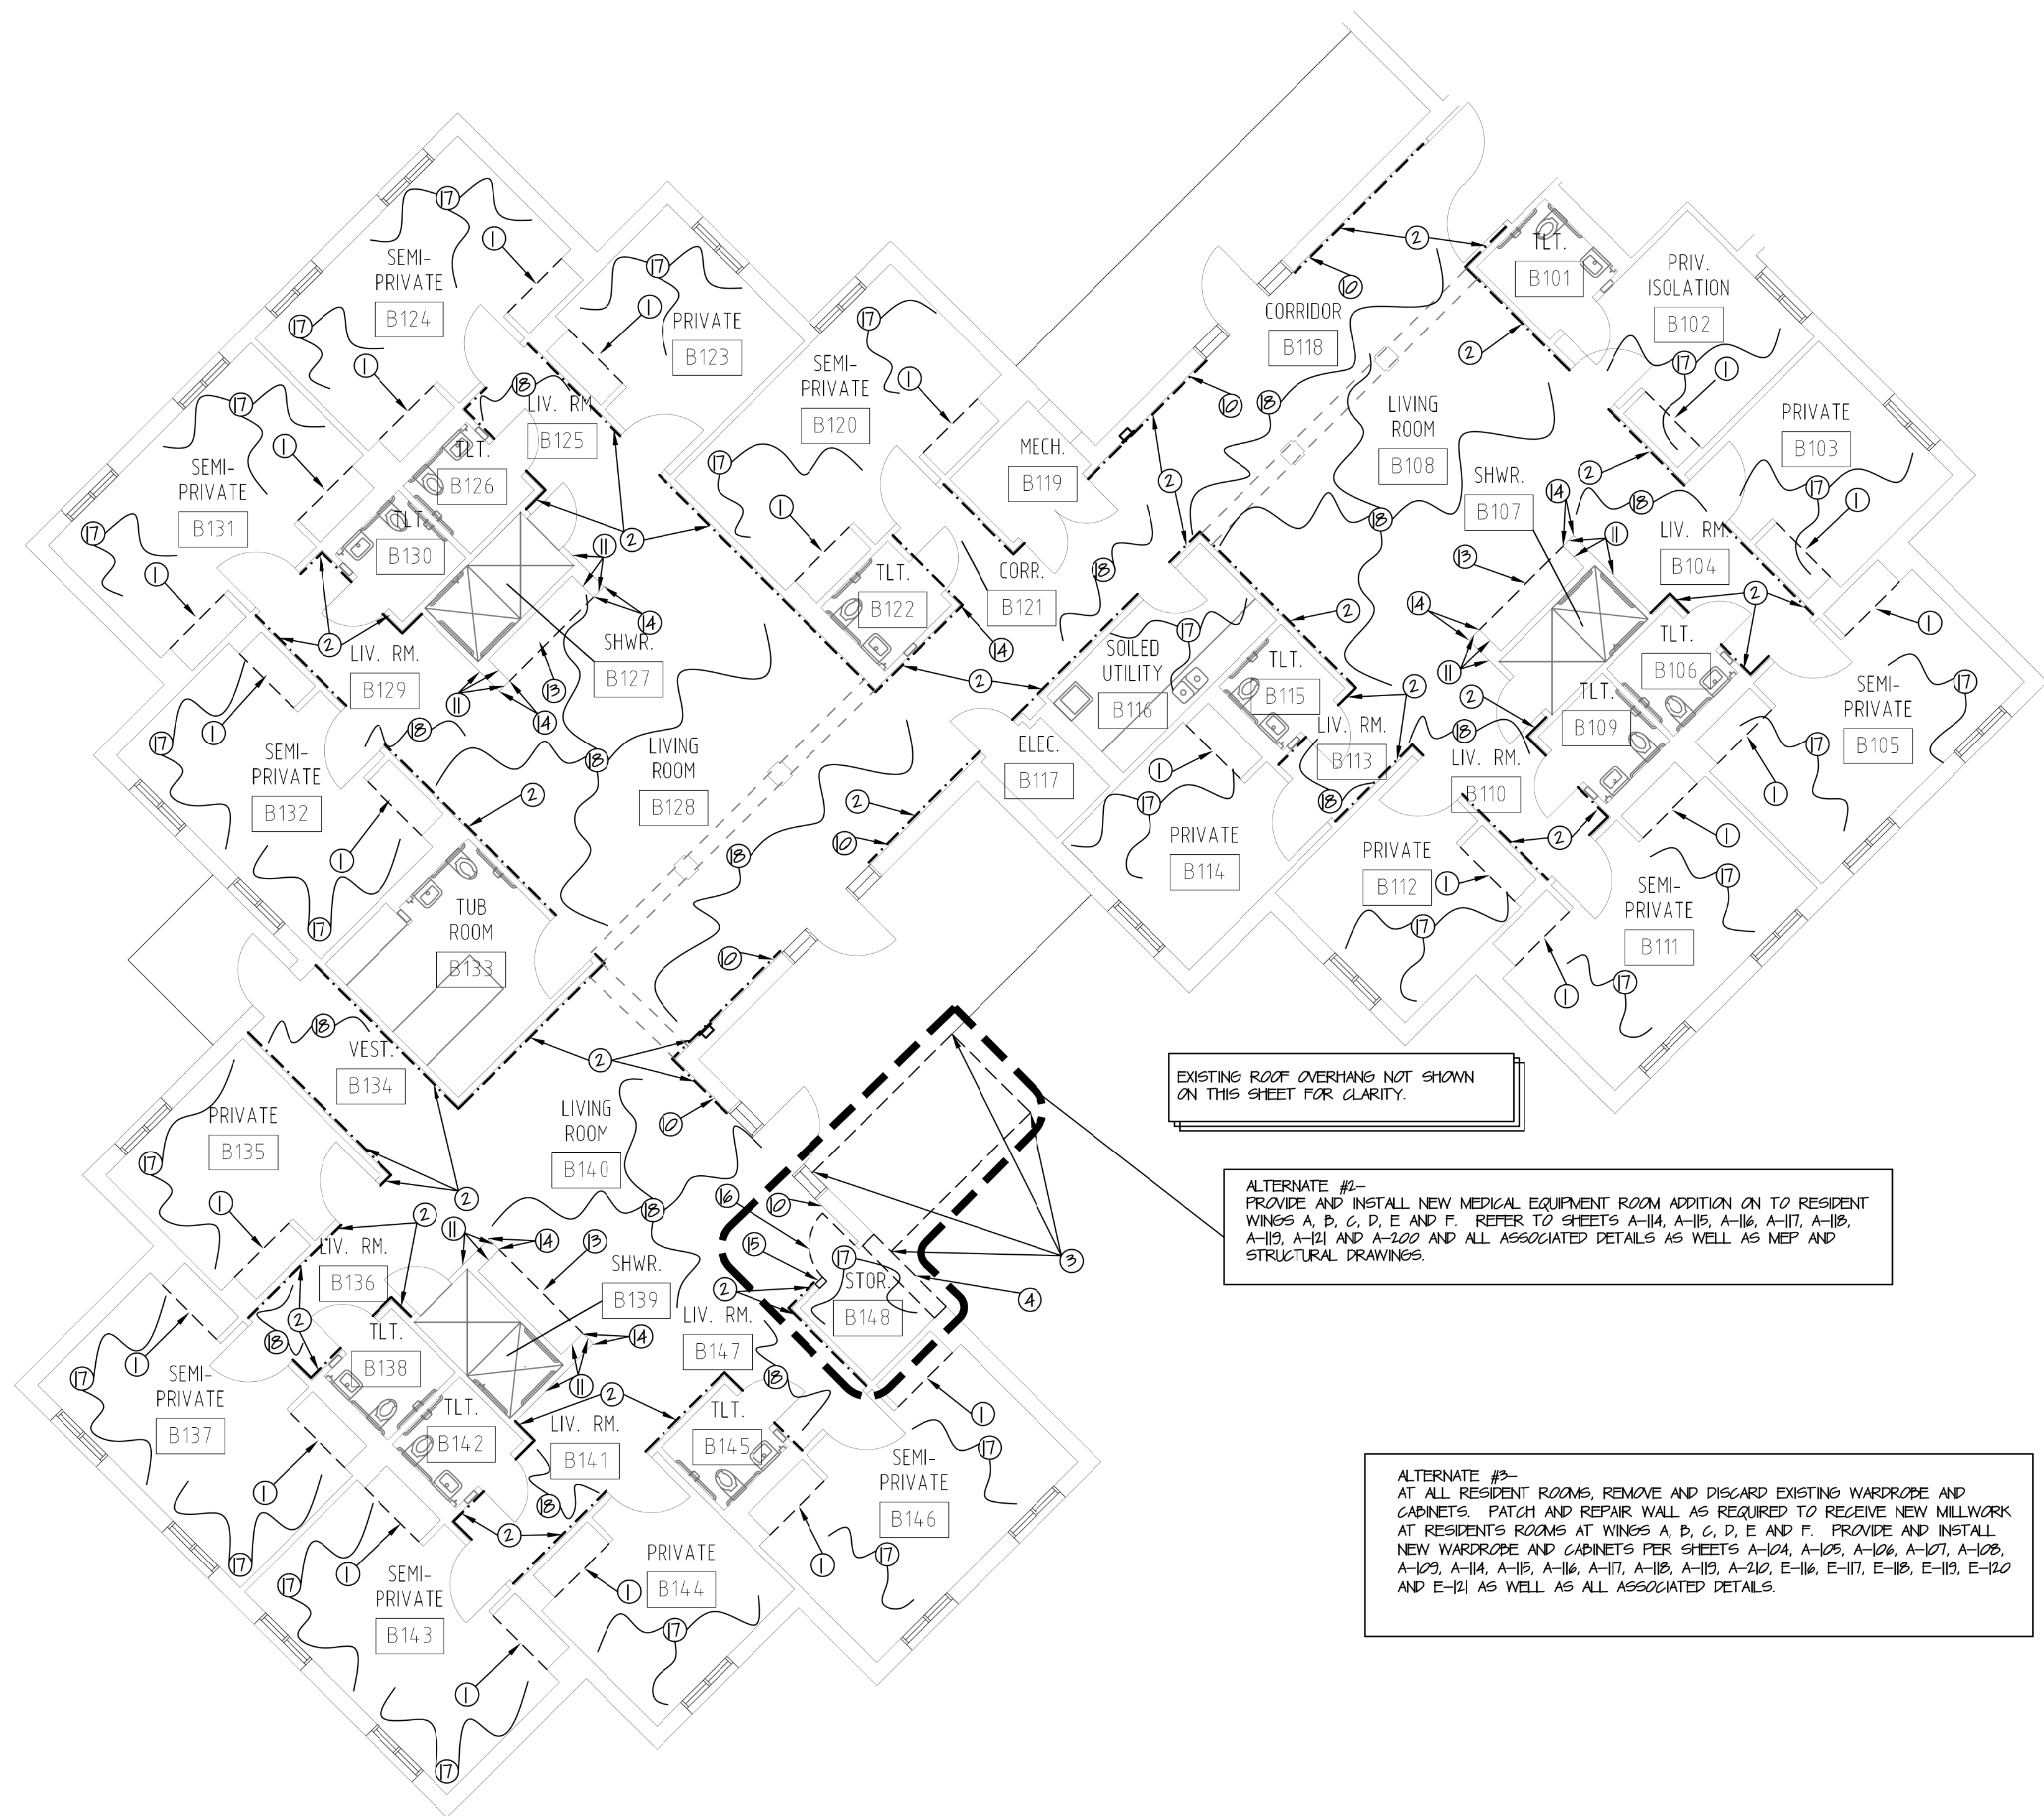 SEMI-
PRIVATE
B124
PRIVATE
B123
SEMI-
PRIVATE
B120
MECH.
B119
CORRIDOR
B118
TLT.
B101
PRIV.
ISOLATION
B102
PRIVATE
B103
LIVING
ROOM
B108
SHWR.
B107
LIV. RM.
B104
LIV. RM.
B125
TLT.
B126
SEMI-
PRIVATE
B131
TLT.
B130
TLT.
B122
CORR.
B121
SOILED
UTILITY
B116
TLT.
B115
TLT.
B106
TLT.
B109
SEMI-
PRIVATE
B105
LIV. RM.
B129
SHWR.
B127
LIVING
ROOM
B128
ELEC.
B117
LIV. RM.
B113
LIV. RM.
B110
SEMI-
PRIVATE
B132
PRIVATE
B114
PRIVATE
B112
SEMI-
PRIVATE
B111
TUB
ROOM
B133
VEST.
B134
PRIVATE
B135
LIVING
ROOM
B140
EXISTING ROOF OVERHANG NOT SHOWN
ON THIS SHEET FOR CLARITY.
ALTERNATE #2-
PROVIDE AND INSTALL NEW MEDICAL EQUIPMENT ROOM ADDITION ON TO RESIDENT
WINGS A, B, C, D, E AND F. REFER TO SHEETS A-114, A-115, A-116, A-117, A-118,
A-119, A-121 AND A-200 AND ALL ASSOCIATED DETAILS AS WELL AS MEP AND
STRUCTURAL DRAWINGS.
LIV. RM.
B136
SHWR.
B139
STOR.
B148
LIV. RM.
B147
TLT.
B138
SEMI-
PRIVATE
B137
TLT.
B142
LIV. RM.
B141
TLT.
B145
SEMI-
PRIVATE
B146
PRIVATE
B144
SEMI-
PRIVATE
B143
ALTERNATE #3-
AT ALL RESIDENT ROOMS, REMOVE AND DISCARD EXISTING WARDROBE AND
CABINETS. PATCH AND REPAIR WALL AS REQUIRED TO RECEIVE NEW MILLWORK
AT RESIDENTS ROOMS AT WINGS A, B, C, D, E AND F. PROVIDE AND INSTALL
NEW WARDROBE AND CABINETS PER SHEETS A-104, A-105, A-106, A-107, A-108,
A-109, A-114, A-115, A-116, A-117, A-118, A-119, A-210, E-116, E-117, E-118, E-119, E-120
AND E-121 AS WELL AS ALL ASSOCIATED DETAILS.